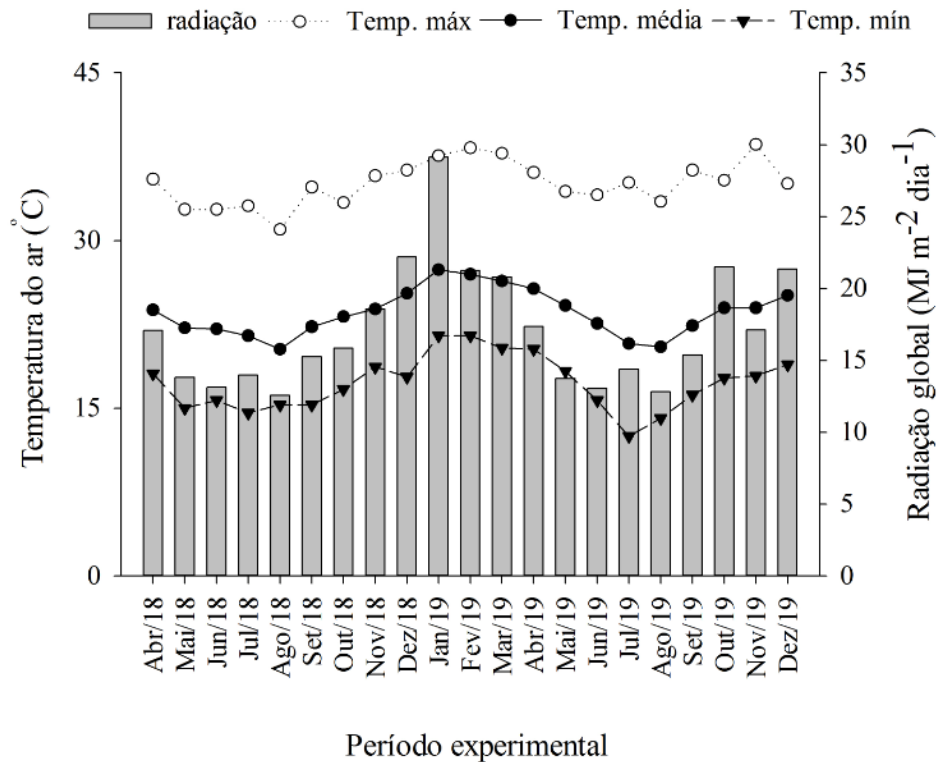 radiação Temp. máx Temp. média Temp. mín
45
30
15
0
Temperatura do ar (°C)
35
30
25
20
15
10
5
0
Radiação global (MJ m⁻² dia⁻¹)
Abr/18
Mai/18
Jun/18
Jul/18
Ago/18
Set/18
Out/18
Nov/18
Dez/18
Jan/19
Fev/19
Mar/19
Abr/19
Mai/19
Jun/19
Jul/19
Ago/19
Set/19
Out/19
Nov/19
Dez/19
Período experimental